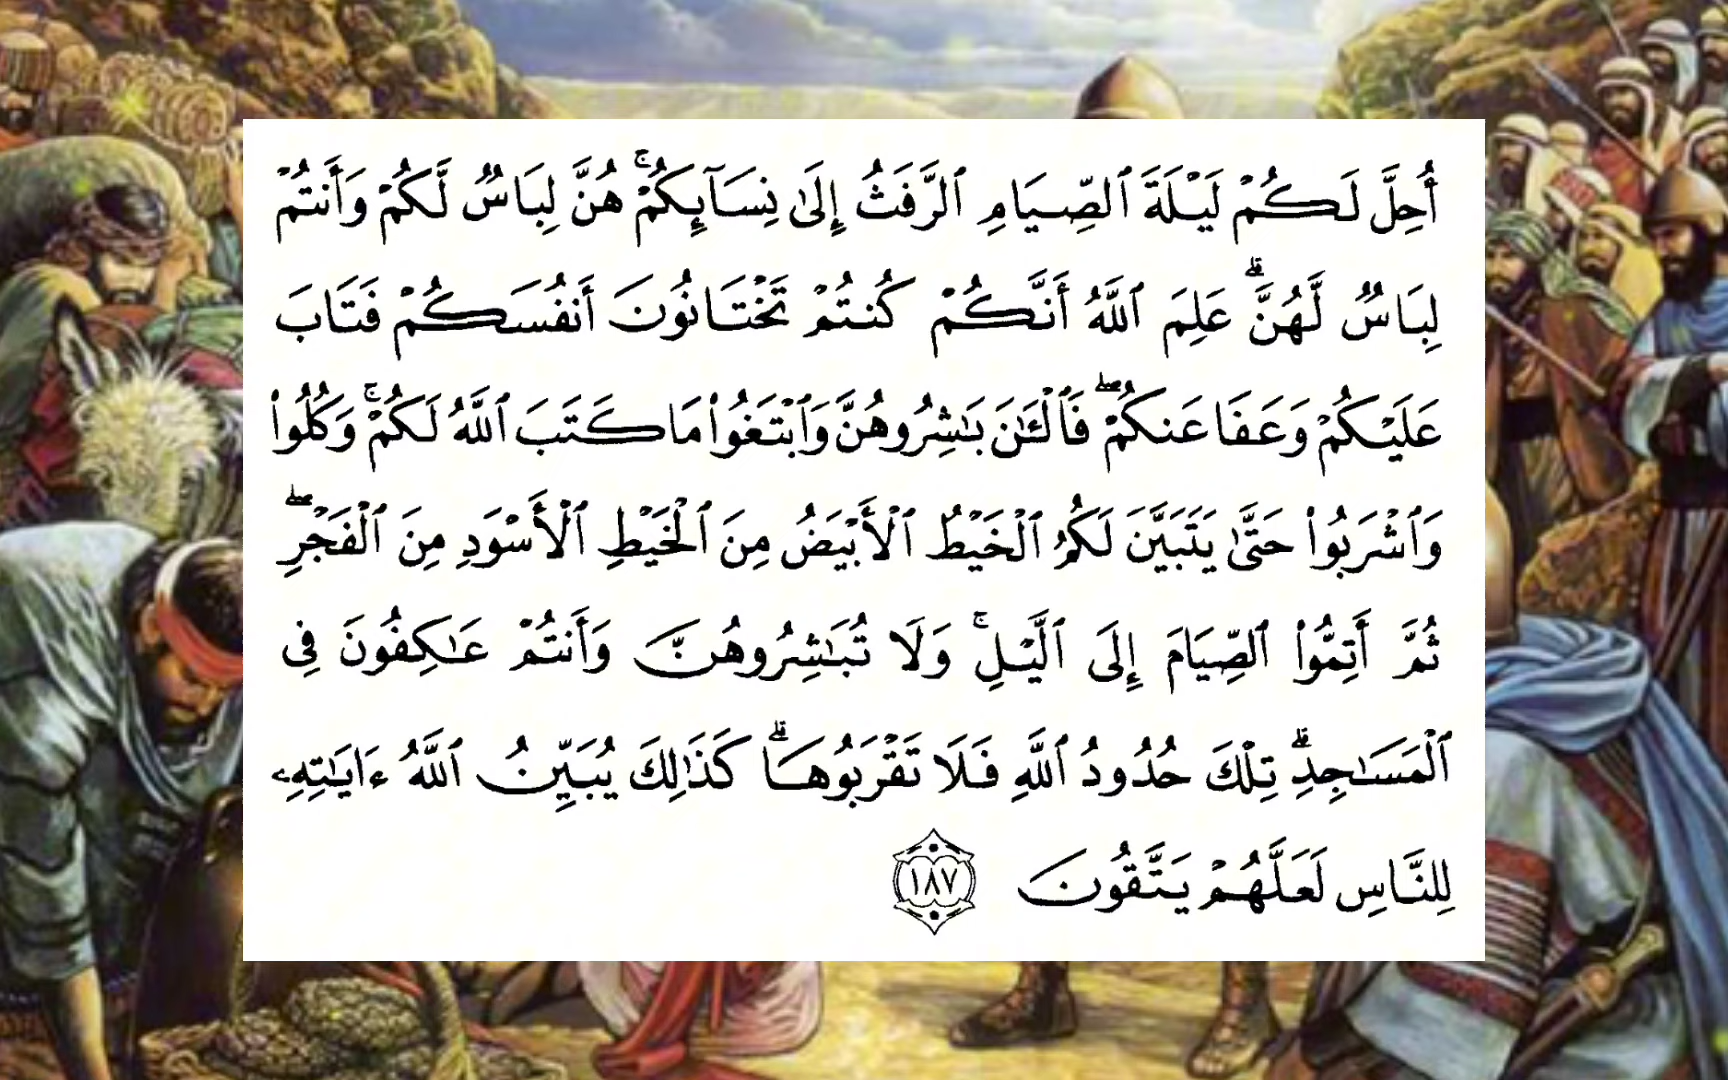 أُحِلَّ لَكُمْ لَيْلَةَ ٱلصِّيَامِ ٱلرَّفَثُ إِلَىٰ نِسَآئِكُمْۚ هُنَّ لِبَاسٌ لَّكُمْ وَأَنتُمْ
لِبَاسٌ لَّهُنَّۗ عَلِمَ ٱللَّهُ أَنَّكُمْ كُنتُمْ تَخْتَانُونَ أَنفُسَكُمْ فَتَابَ
عَلَيْكُمْ وَعَفَا عَنكُمْۖ فَٱلْـَٰٔنَ بَـٰشِرُوهُنَّ وَٱبْتَغُوا۟ مَا كَتَبَ ٱللَّهُ لَكُمْۚ وَكُلُوا۟
وَٱشْرَبُوا۟ حَتَّىٰ يَتَبَيَّنَ لَكُمُ ٱلْخَيْطُ ٱلْأَبْيَضُ مِنَ ٱلْخَيْطِ ٱلْأَسْوَدِ مِنَ ٱلْفَجْرِۖ
ثُمَّ أَتِمُّوا۟ ٱلصِّيَامَ إِلَى ٱلَّيْلِۚ وَلَا تُبَـٰشِرُوهُنَّ وَأَنتُمْ عَـٰكِفُونَ فِى
ٱلْمَسَـٰجِدِۗ تِلْكَ حُدُودُ ٱللَّهِ فَلَا تَقْرَبُوهَاۗ كَذَٰلِكَ يُبَيِّنُ ٱللَّهُ ءَايَـٰتِهِۦ
لِلنَّاسِ لَعَلَّهُمْ يَتَّقُونَ ١٨٧